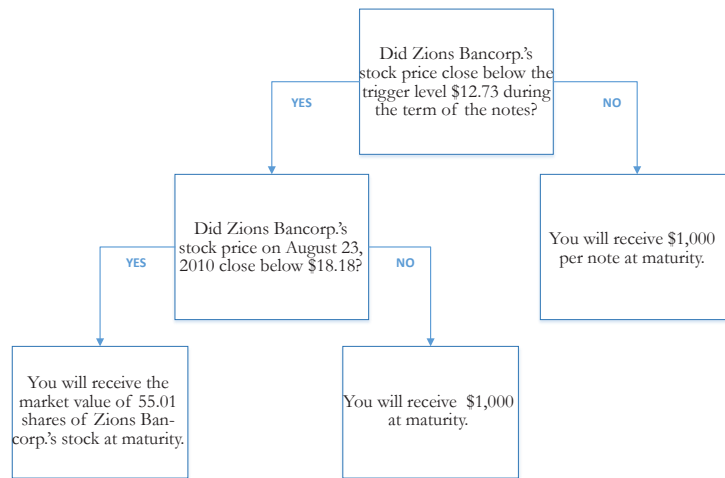 Did Zions Bancorp.'s
stock price close below the
trigger level $12.73 during
the term of the notes?
YES
NO
Did Zions Bancorp.'s
stock price on August 23,
2010 close below $18.18?
You will receive $1,000
per note at maturity.
YES
NO
You will receive the
market value of 55.01
shares of Zions Ban-
corp.'s stock at maturity.
You will receive $1,000
at maturity.